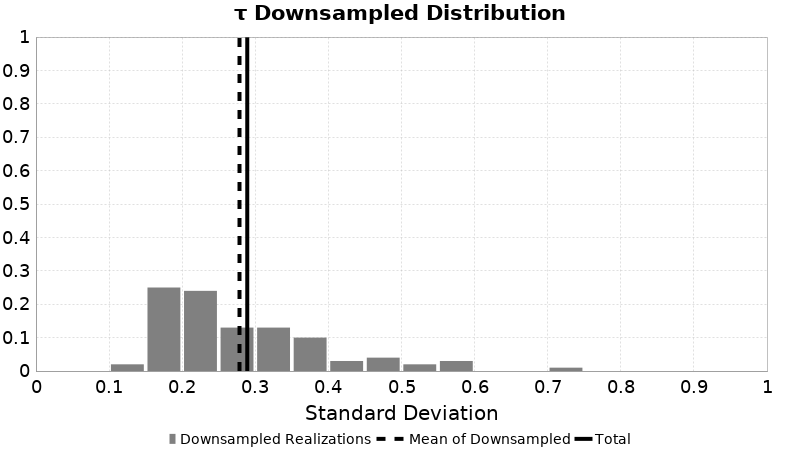 τ Downsampled Distribution
1
0.9
0.8
0.7
0.6
0.5
0.4
0.3
0.2
0.1
0
0 0.1 0.2 0.3 0.4 0.5 0.6 0.7 0.8 0.9 1
Standard Deviation
Downsampled Realizations Mean of Downsampled Total